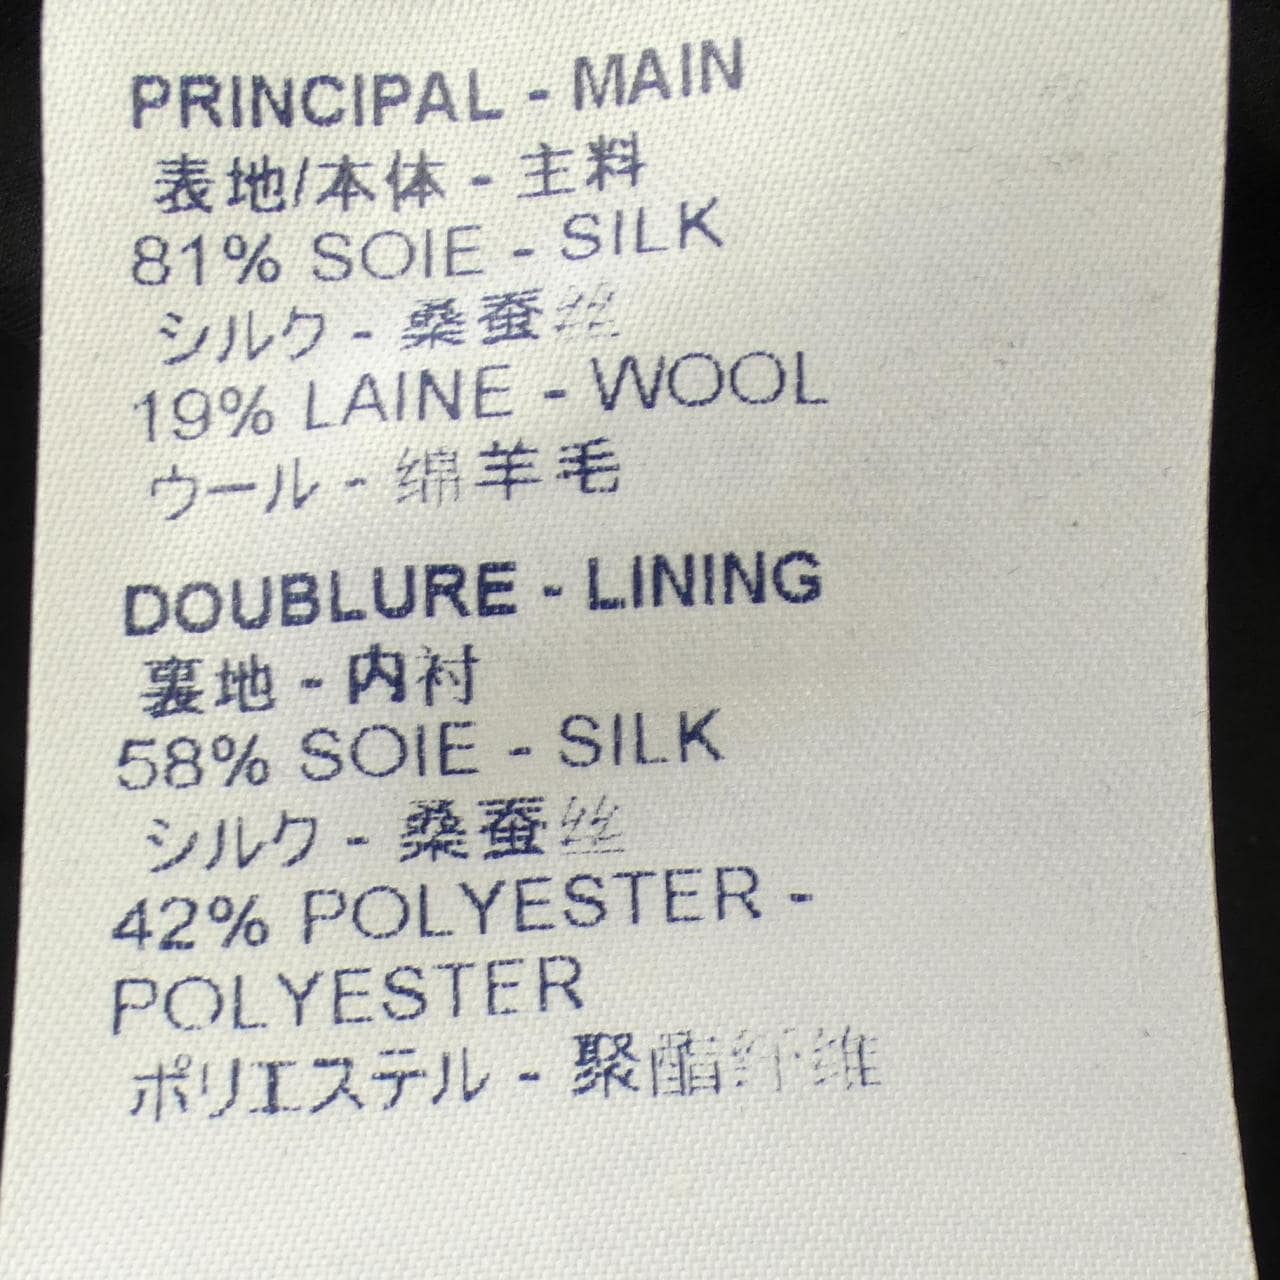 PRINCIPAL - MAIN
表地/本体 - 主料
81% SOIE - SILK
シルク - 桑蚕丝
19% LAINE - WOOL
ウール - 绵羊毛
DOUBLURE - LINING
裏地 - 内衬
58% SOIE - SILK
シルク - 桑蚕丝
42% POLYESTER -
POLYESTER
ポリエステル - 聚酯纤维